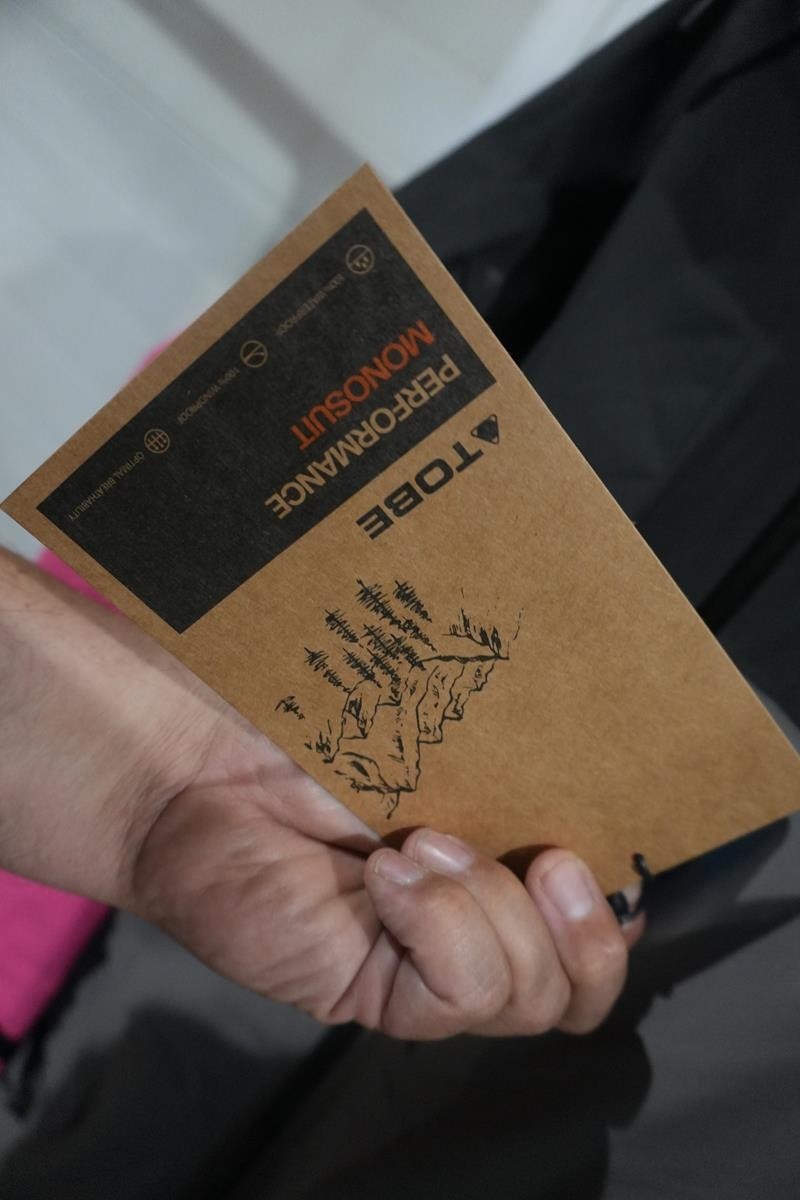 TOBE
PERFORMANCE
MONOSUIT
OPTIMAL BREATHABILITY
100% WINDPROOF
100% WATERPROOF